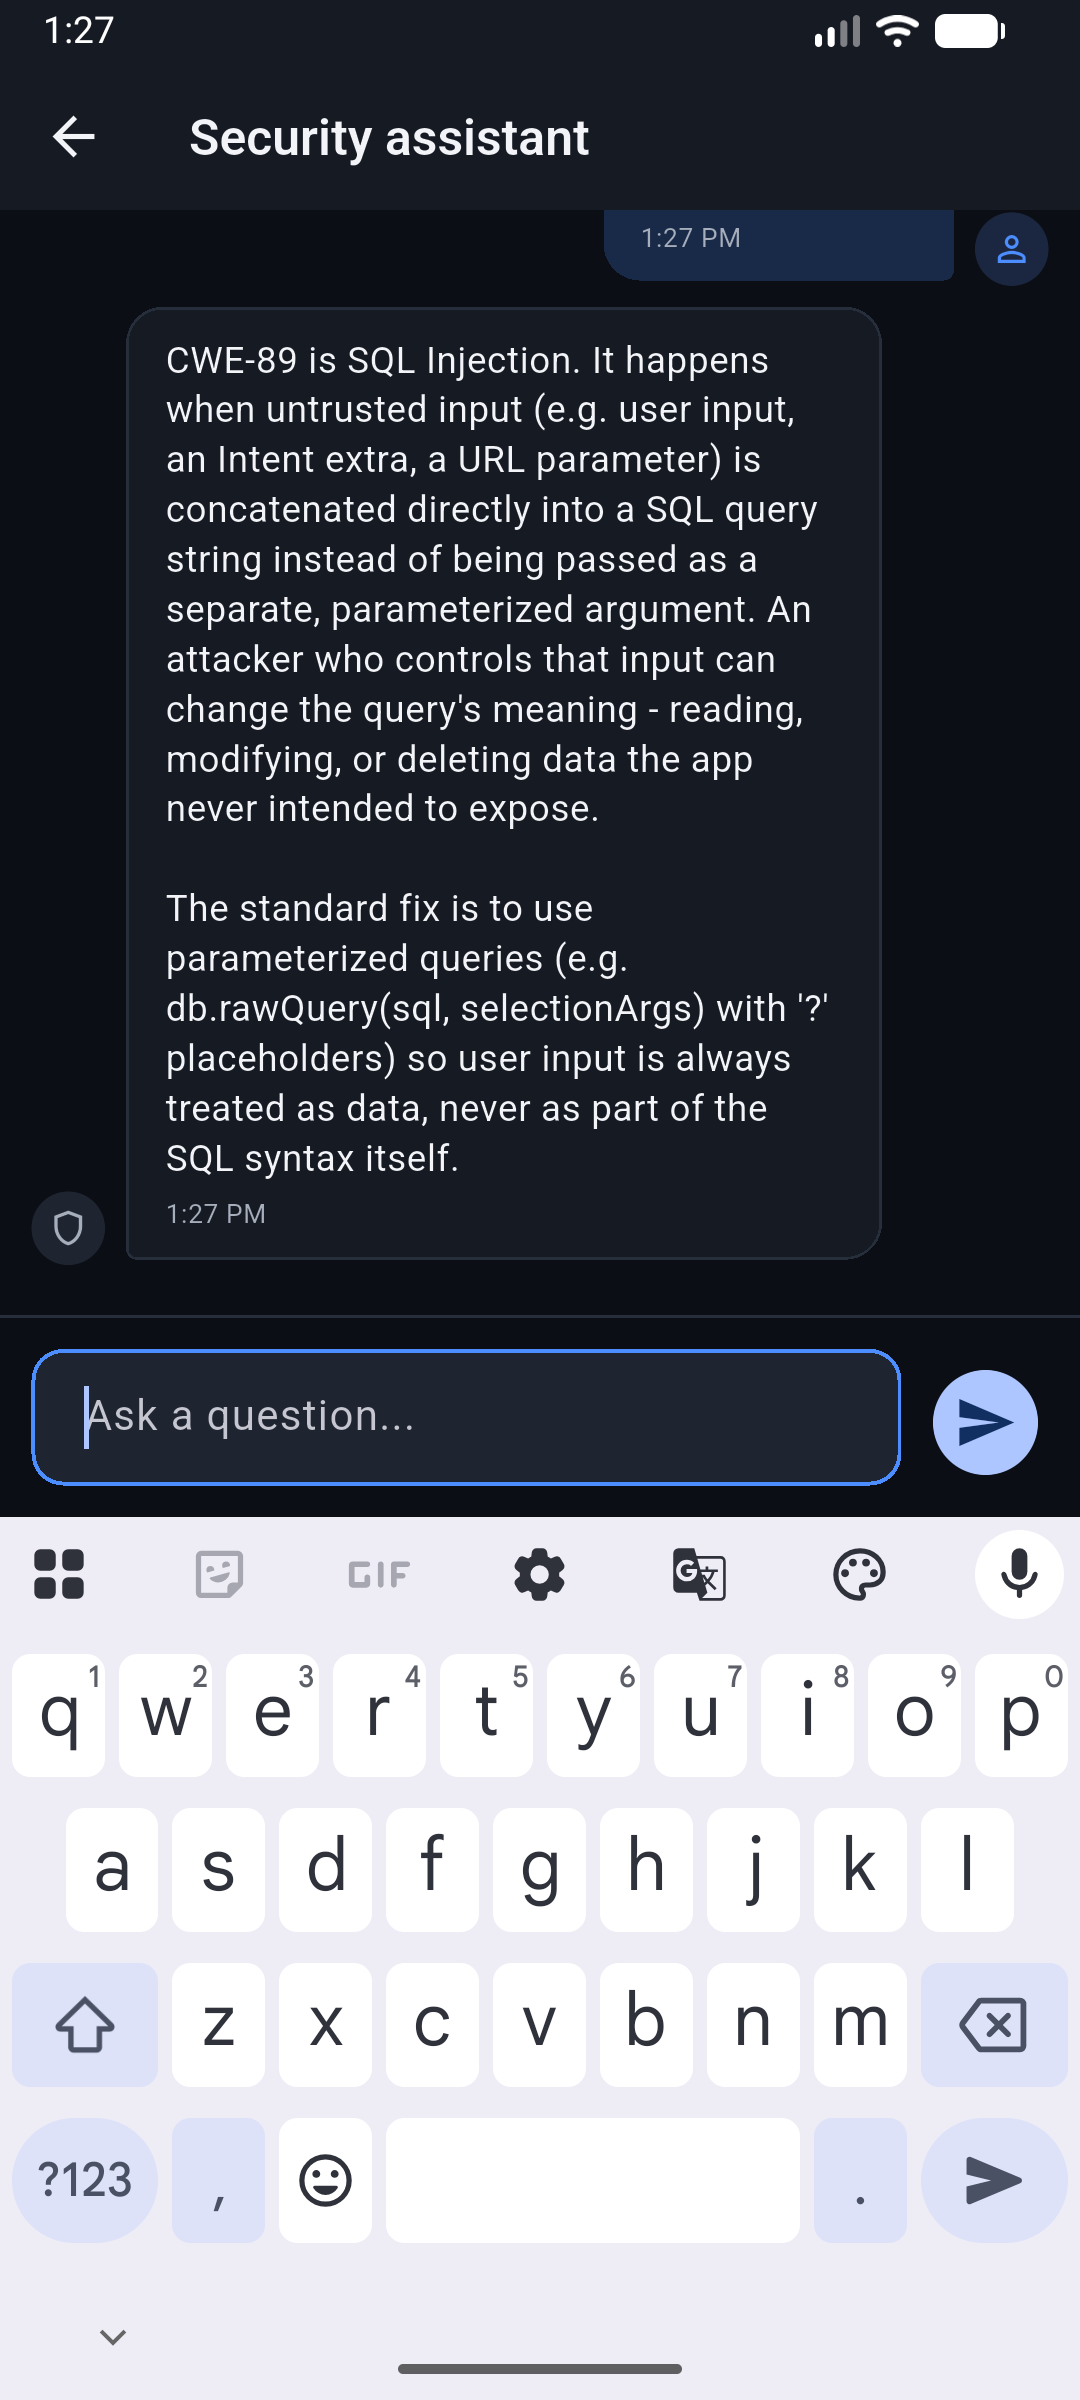 1:27
Security assistant
1:27 PM
CWE-89 is SQL Injection. It happens
when untrusted input (e.g. user input,
an Intent extra, a URL parameter) is
concatenated directly into a SQL query
string instead of being passed as a
separate, parameterized argument. An
attacker who controls that input can
change the query's meaning - reading,
modifying, or deleting data the app
never intended to expose.
The standard fix is to use
parameterized queries (e.g.
db.rawQuery(sql, selectionArgs) with '?'
placeholders) so user input is always
treated as data, never as part of the
SQL syntax itself.
1:27 PM
Ask a question...
GIF G 文
q 1 w 2 e 3 r 4 t 5 y 6 u 7 i 8 o 9 p 0
a s d f g h j k l
z x c v b n m
?123 , .